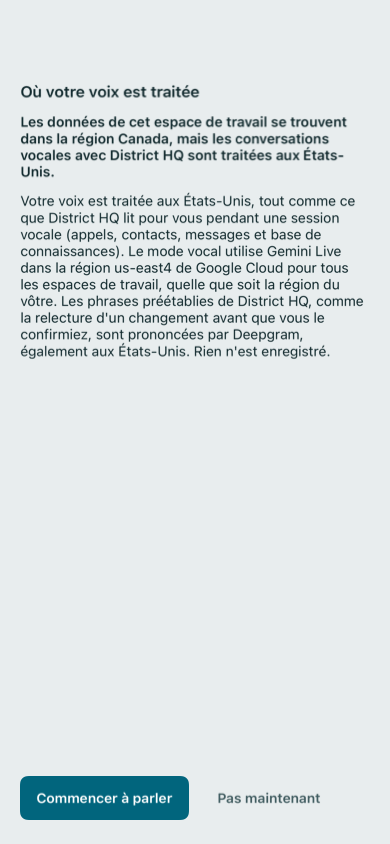 Où votre voix est traitée
Les données de cet espace de travail se trouvent
dans la région Canada, mais les conversations
vocales avec District HQ sont traitées aux États-
Unis.
Votre voix est traitée aux États-Unis, tout comme ce
que District HQ lit pour vous pendant une session
vocale (appels, contacts, messages et base de
connaissances). Le mode vocal utilise Gemini Live
dans la région us-east4 de Google Cloud pour tous
les espaces de travail, quelle que soit la région du
vôtre. Les phrases préétablies de District HQ, comme
la relecture d'un changement avant que vous le
confirmiez, sont prononcées par Deepgram,
également aux États-Unis. Rien n'est enregistré.
Commencer à parler
Pas maintenant